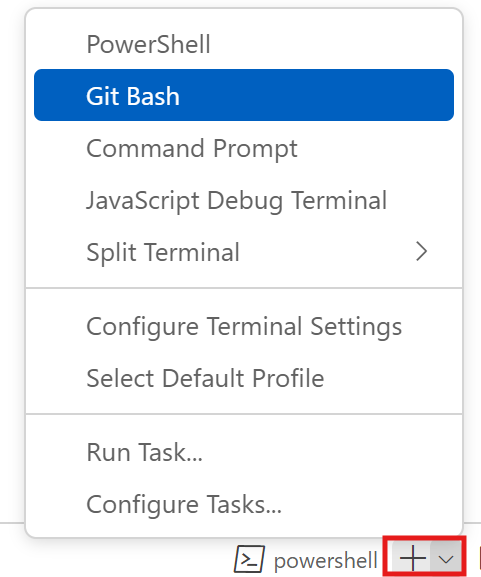 PowerShell
Git Bash
Command Prompt
JavaScript Debug Terminal
Split Terminal
Configure Terminal Settings
Select Default Profile
Run Task...
Configure Tasks...
powershell